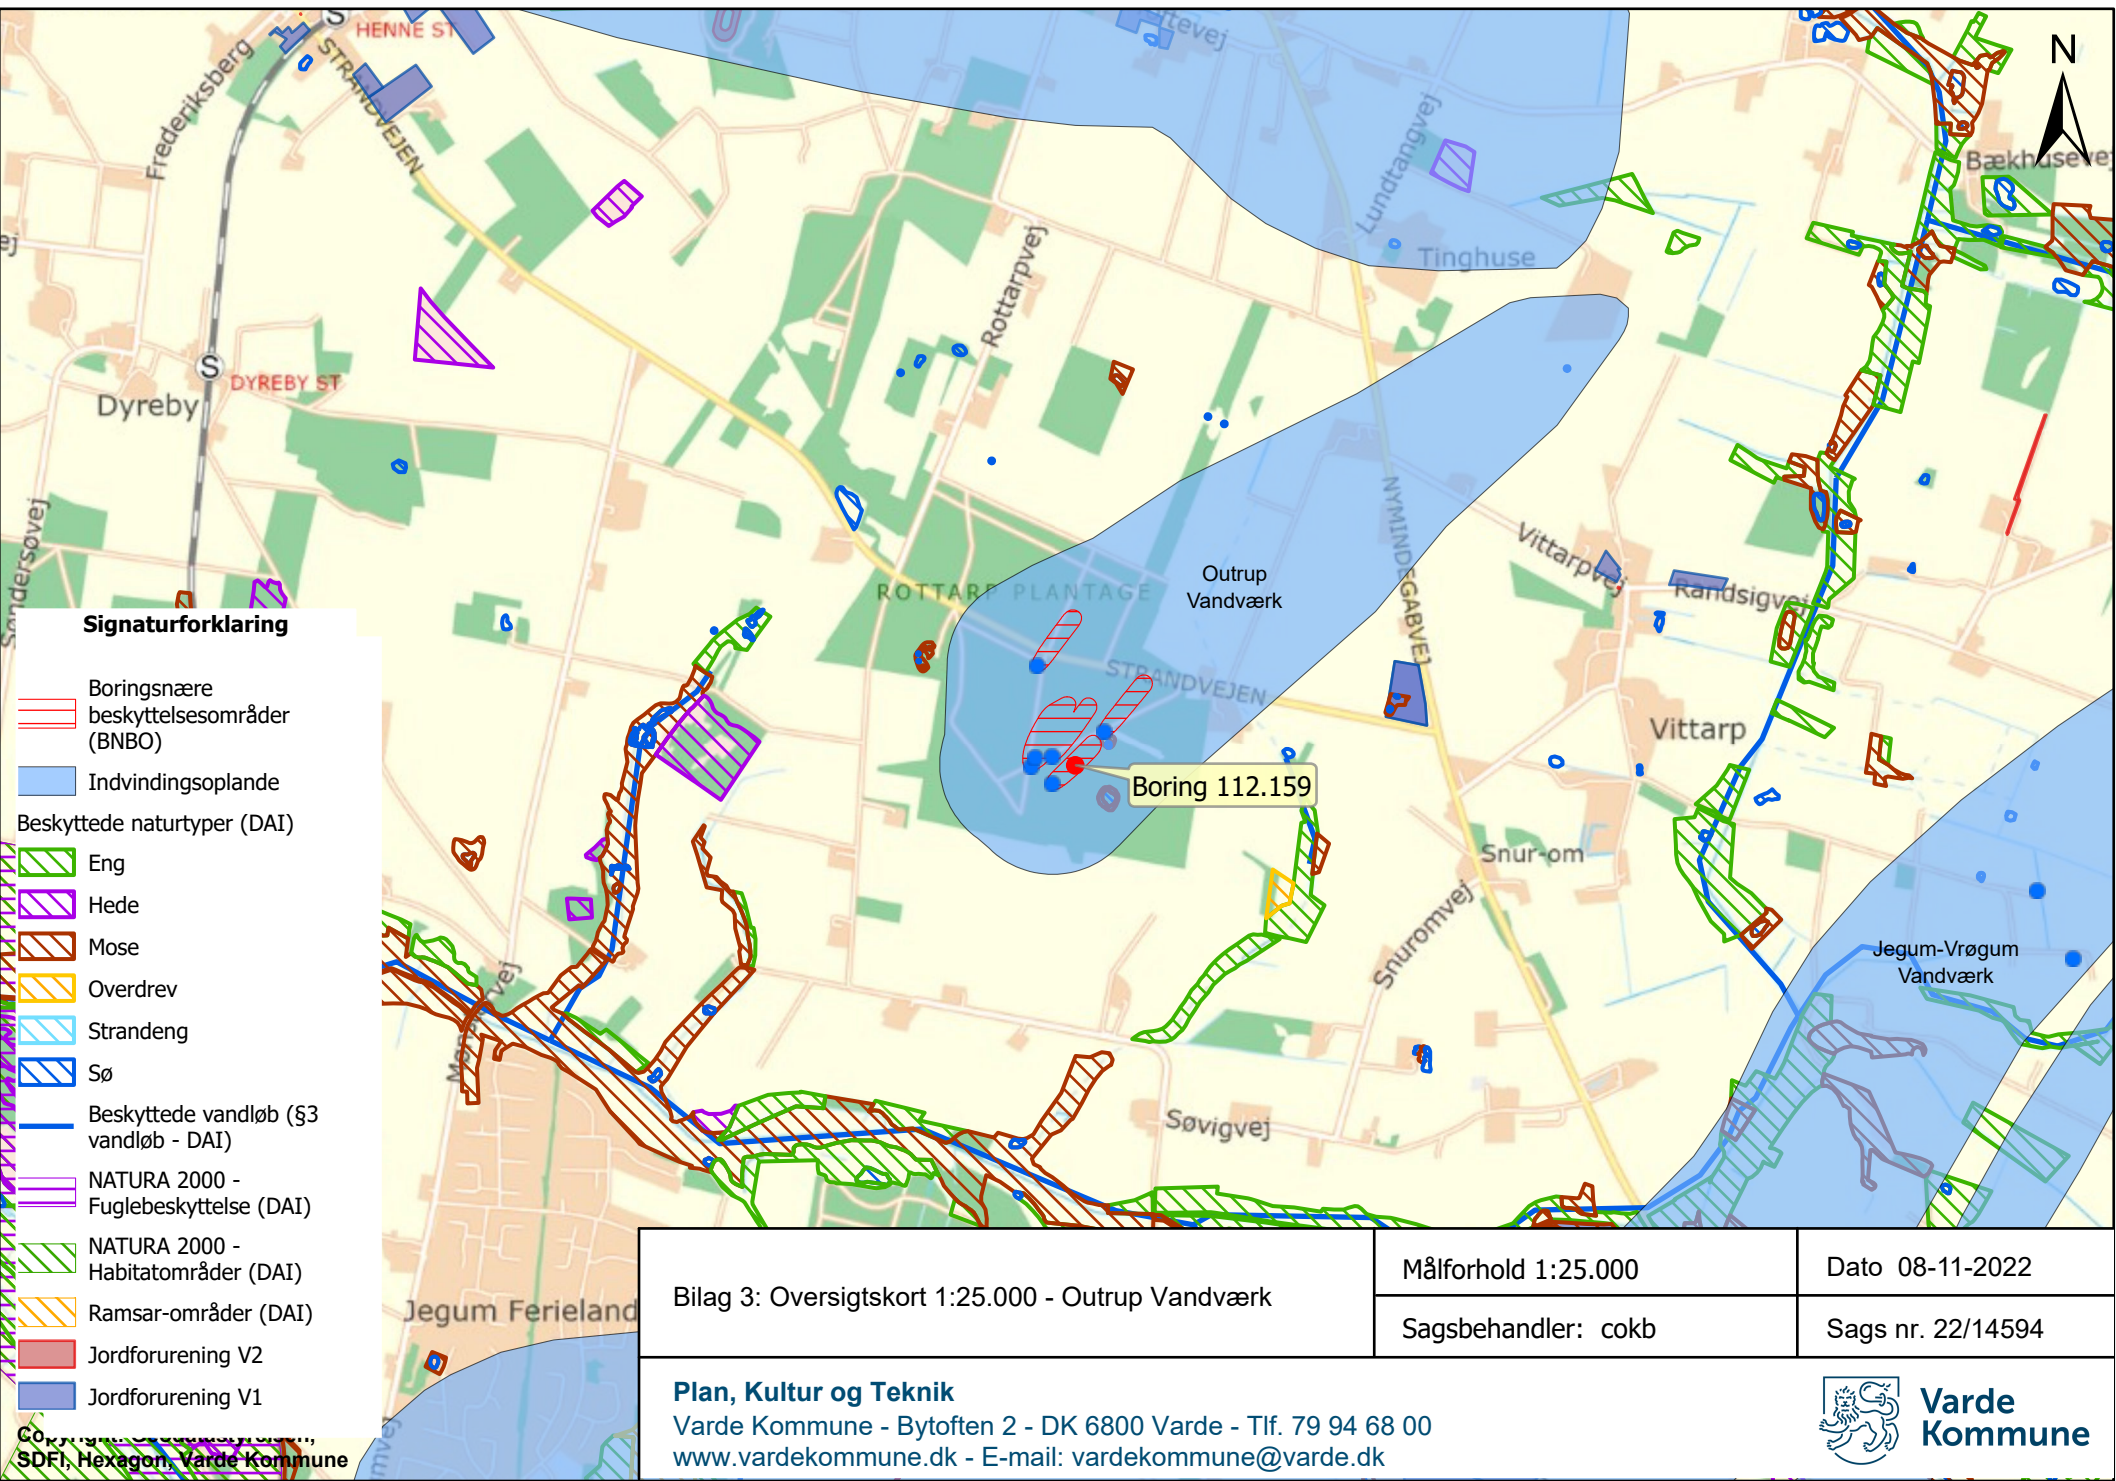 HENNE ST
Frederiksberg
STRANDVEJEN
Lundtangvej
Tinghuse
N
Rottarpvej
DYREBY ST
Dyreby
S
S
Søndersøvej
NYMINDEGABVEJ
Vittarpvej
Randsigvej
ROTTARP PLANTAGE
Outrup
Vandværk
STRANDVEJEN
Vittarp
Boring 112.159
Snur-om
Snuromvej
Jegum-Vrøgum
Vandværk
Søvigvej
Jegum Ferieland
Signaturforklaring
Boringsnære
beskyttelsesområder
(BNBO)
Indvindingsoplande
Beskyttede naturtyper (DAI)
Eng
Hede
Mose
Overdrev
Strandeng
Sø
Beskyttede vandløb (§3
vandløb - DAI)
NATURA 2000 -
Fuglebeskyttelse (DAI)
NATURA 2000 -
Habitatområder (DAI)
Ramsar-områder (DAI)
Jordforurening V2
Jordforurening V1
SDFI, Hexagon, Varde Kommune
Bilag 3: Oversigtskort 1:25.000 - Outrup Vandværk
Målforhold 1:25.000
Dato 08-11-2022
Sagsbehandler: cokb
Sags nr. 22/14594
Plan, Kultur og Teknik
Varde Kommune - Bytoften 2 - DK 6800 Varde - Tlf. 79 94 68 00
www.vardekommune.dk - E-mail: vardekommune@varde.dk
Varde
Kommune